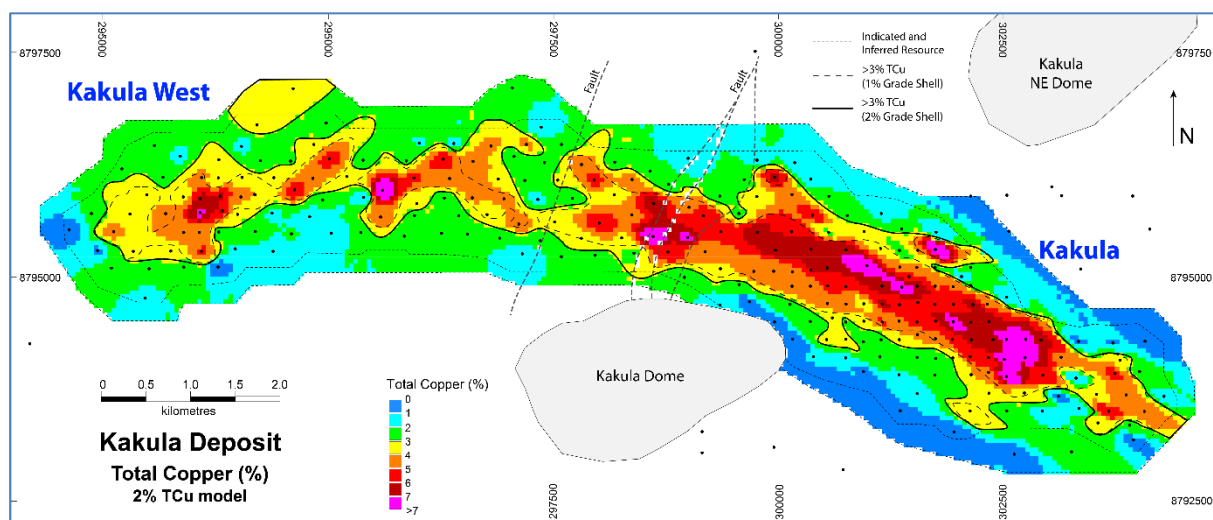 295000
295000
297500
300000
302500
8797500
8797500
Kakula West
Fault
Fault
Indicated and
Inferred Resource
>3% TCu
(1% Grade Shell)
>3% TCu
(2% Grade Shell)
Kakula
NE Dome
N
Kakula
8795000
8795000
Kakula Dome
0 0.5 1.0 1.5 2.0
kilometres
Kakula Deposit
Total Copper (%)
2% TCu model
Total Copper (%)
0
1
2
3
4
5
6
7
>7
297500
300000
302500
8792500